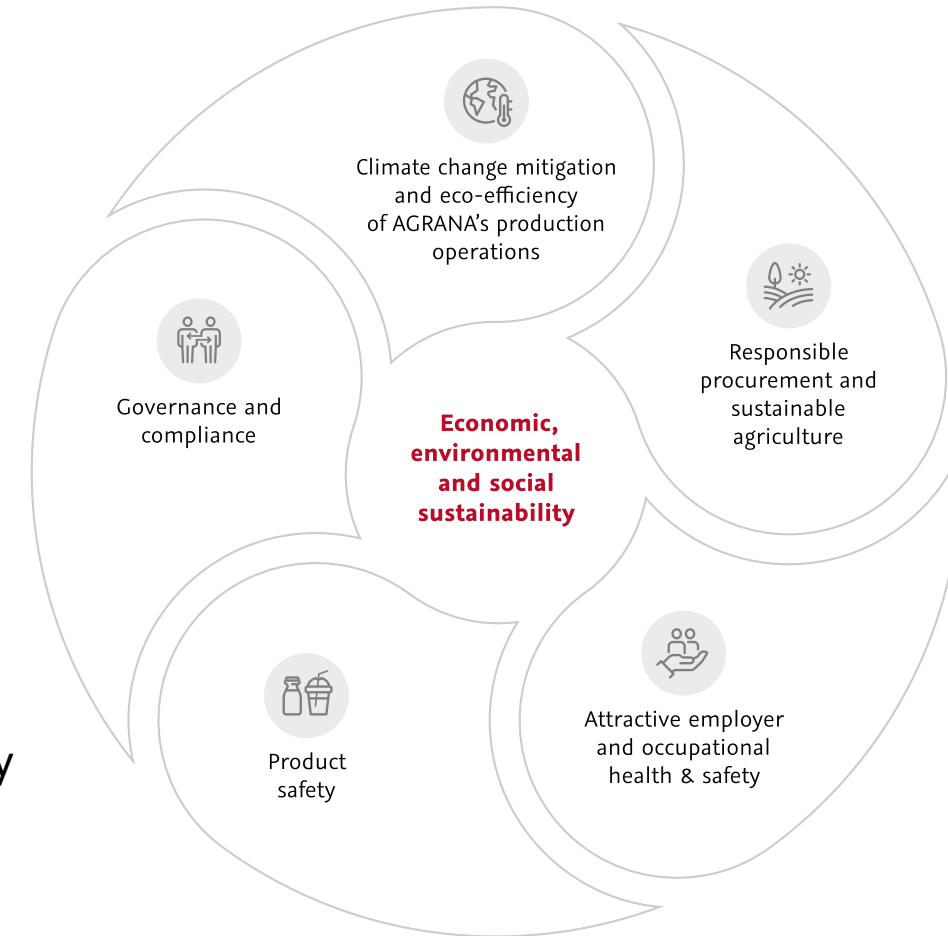 Climate change mitigation
and eco-efficiency
of AGRANA's production
operations
Responsible
procurement and
sustainable
agriculture
Governance and
compliance
Economic,
environmental
and social
sustainability
Attractive employer
and occupational
health & safety
Product
safety
y